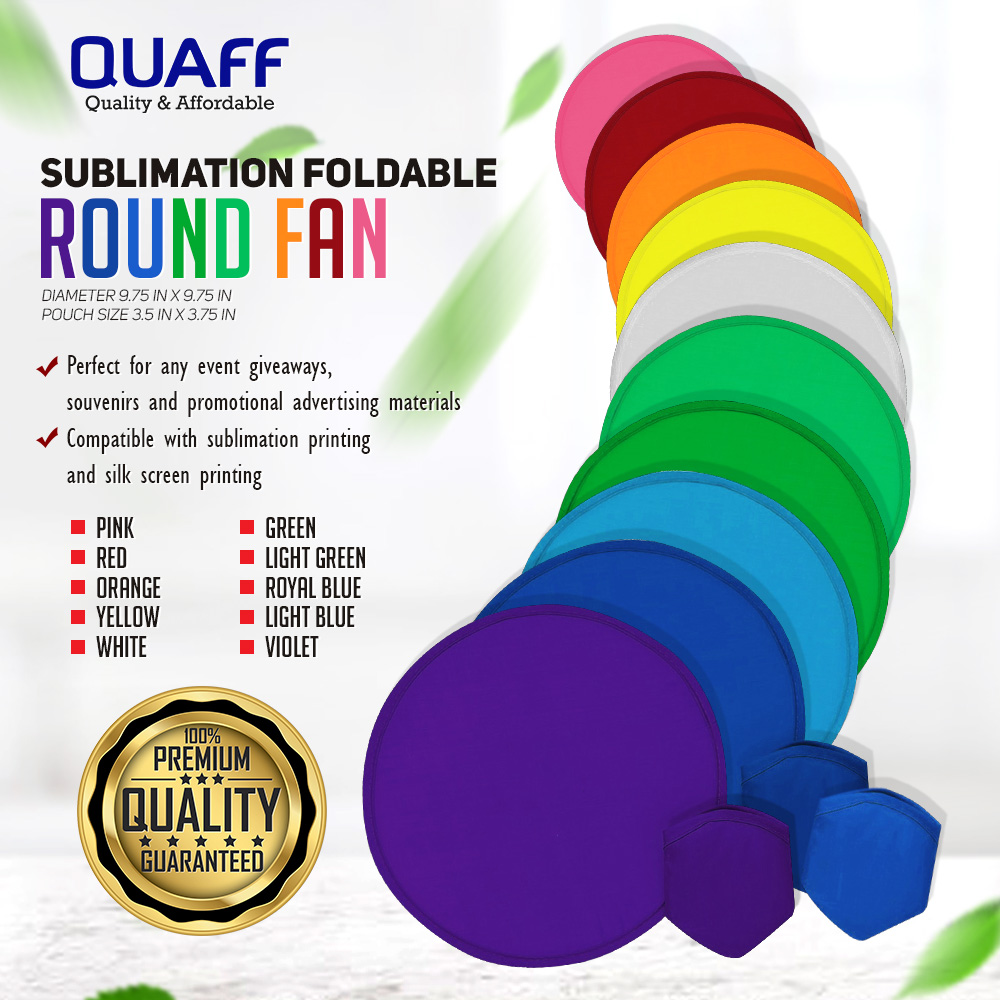 QUAFF
Quality & Affordable
SUBLIMATION FOLDABLE
ROUND FAN
DIAMETER 9.75 IN X 9.75 IN
POUCH SIZE 3.5 IN X 3.75 IN
Perfect for any event giveaways,
souvenirs and promotional advertising materials
Compatible with sublimation printing
and silk screen printing
PINK
RED
ORANGE
YELLOW
WHITE
GREEN
LIGHT GREEN
ROYAL BLUE
LIGHT BLUE
VIOLET
100%
PREMIUM
QUALITY
GUARANTEED